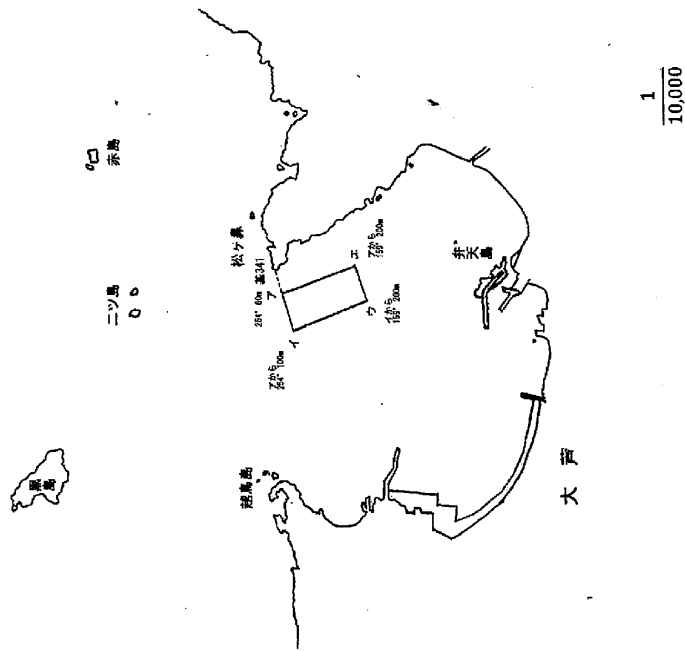 赤島
二ツ島
黒島
松ヶ鼻
基341
254° 60m
ア
イ
ウ
エ
アから
254° 100m
イから
159° 200m
アから
159° 200m
弁天島
大芦
1
10,000